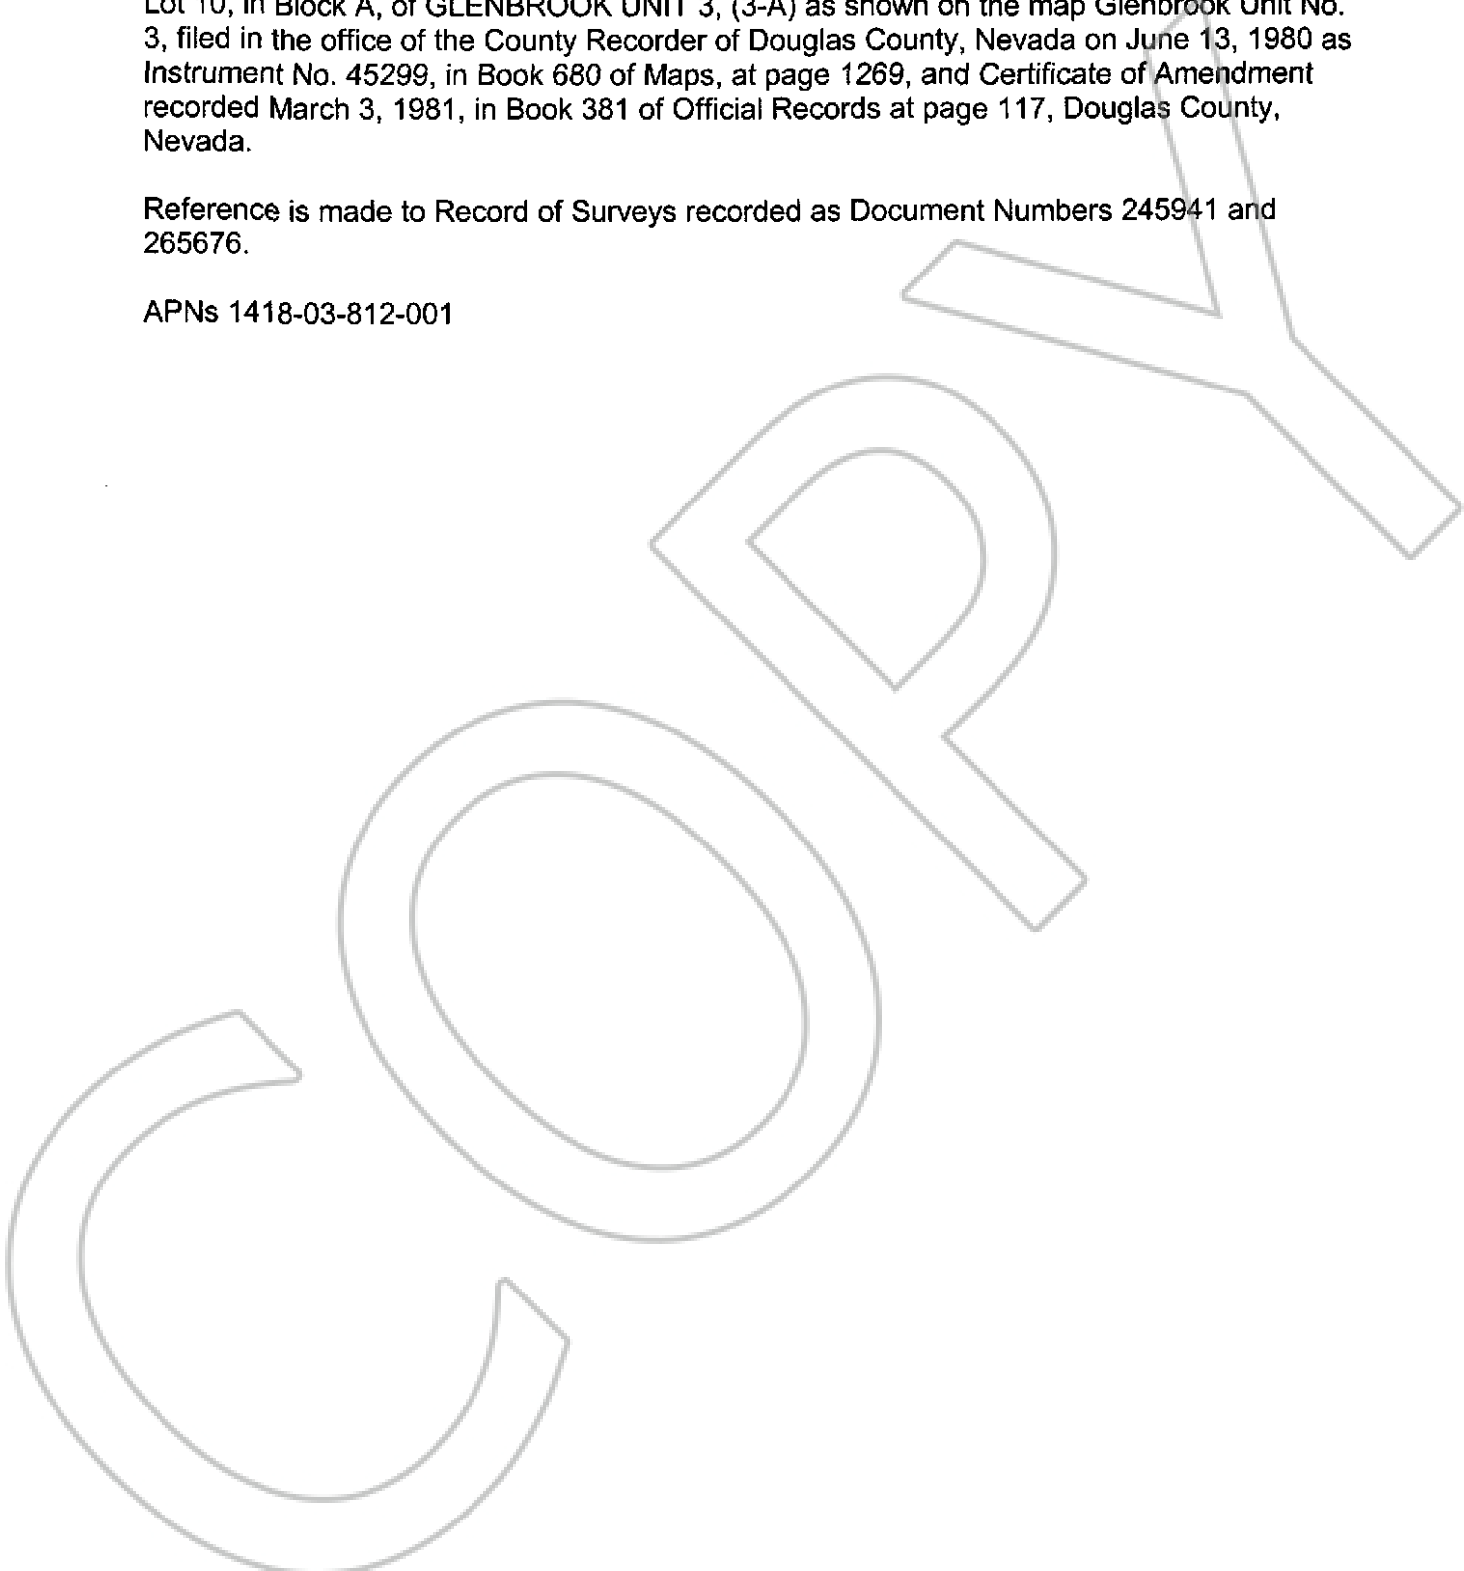 Lot 10, in Block A, of GLENBROOK UNIT 3, (3-A) as shown on the map Glenbrook Unit No.
3, filed in the office of the County Recorder of Douglas County, Nevada on June 13, 1980 as
Instrument No. 45299, in Book 680 of Maps, at page 1269, and Certificate of Amendment
recorded March 3, 1981, in Book 381 of Official Records at page 117, Douglas County,
Nevada.
Reference is made to Record of Surveys recorded as Document Numbers 245941 and
265676.
APNs 1418-03-812-001
COPY